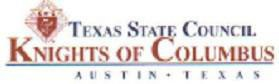 TEXAS STATE COUNCIL
KNIGHTS OF COLUMBUS
AUSTIN • TEXAS